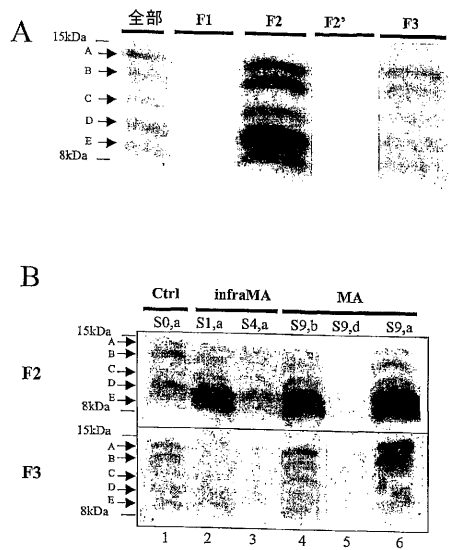 A
全部 F1 F2 F2’ F3
15kDa
A
B
C
D
E
8kDa
B
Ctrl infraMA MA
S0,a S1,a S4,a S9,b S9,d S9,a
15kDa
A
B
C
D
E
8kDa
F2
15kDa
A
B
C
D
E
8kDa
F3
1 2 3 4 5 6